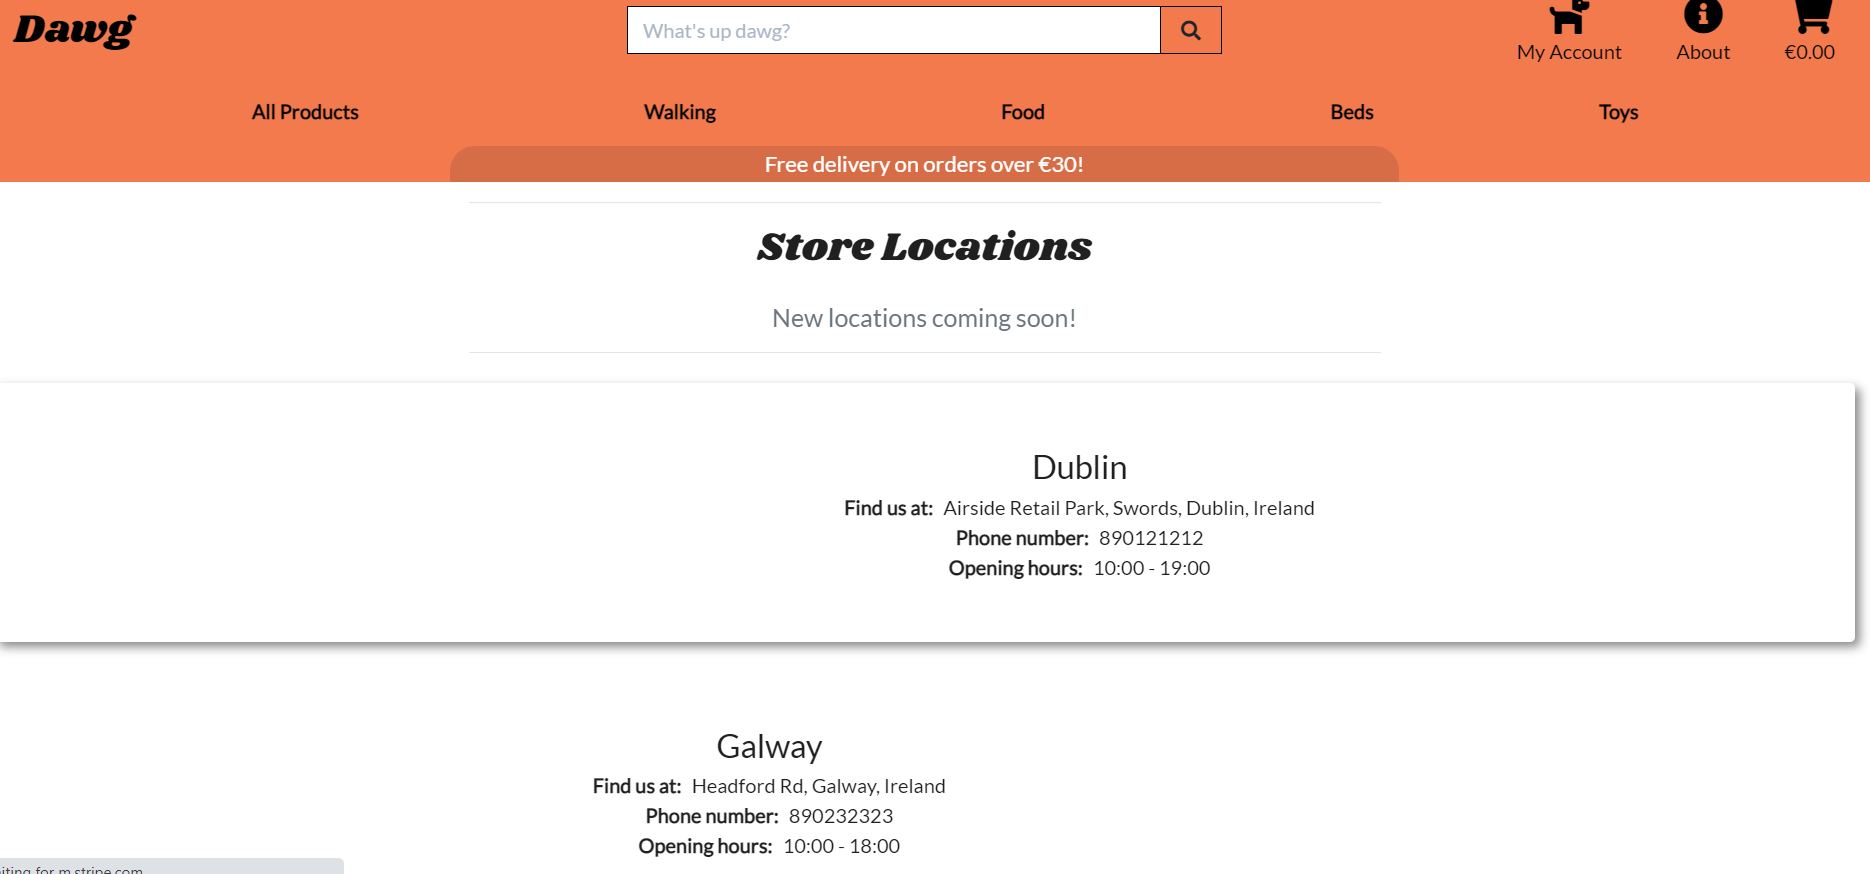 Dawg
What's up dawg?
My Account
About
€0.00
All Products
Walking
Food
Beds
Toys
Free delivery on orders over €30!
Store Locations
New locations coming soon!
Dublin
Find us at: Airside Retail Park, Swords, Dublin, Ireland
Phone number: 890121212
Opening hours: 10:00 - 19:00
Galway
Find us at: Headford Rd, Galway, Ireland
Phone number: 890232323
Opening hours: 10:00 - 18:00
iting for m.stripe.com